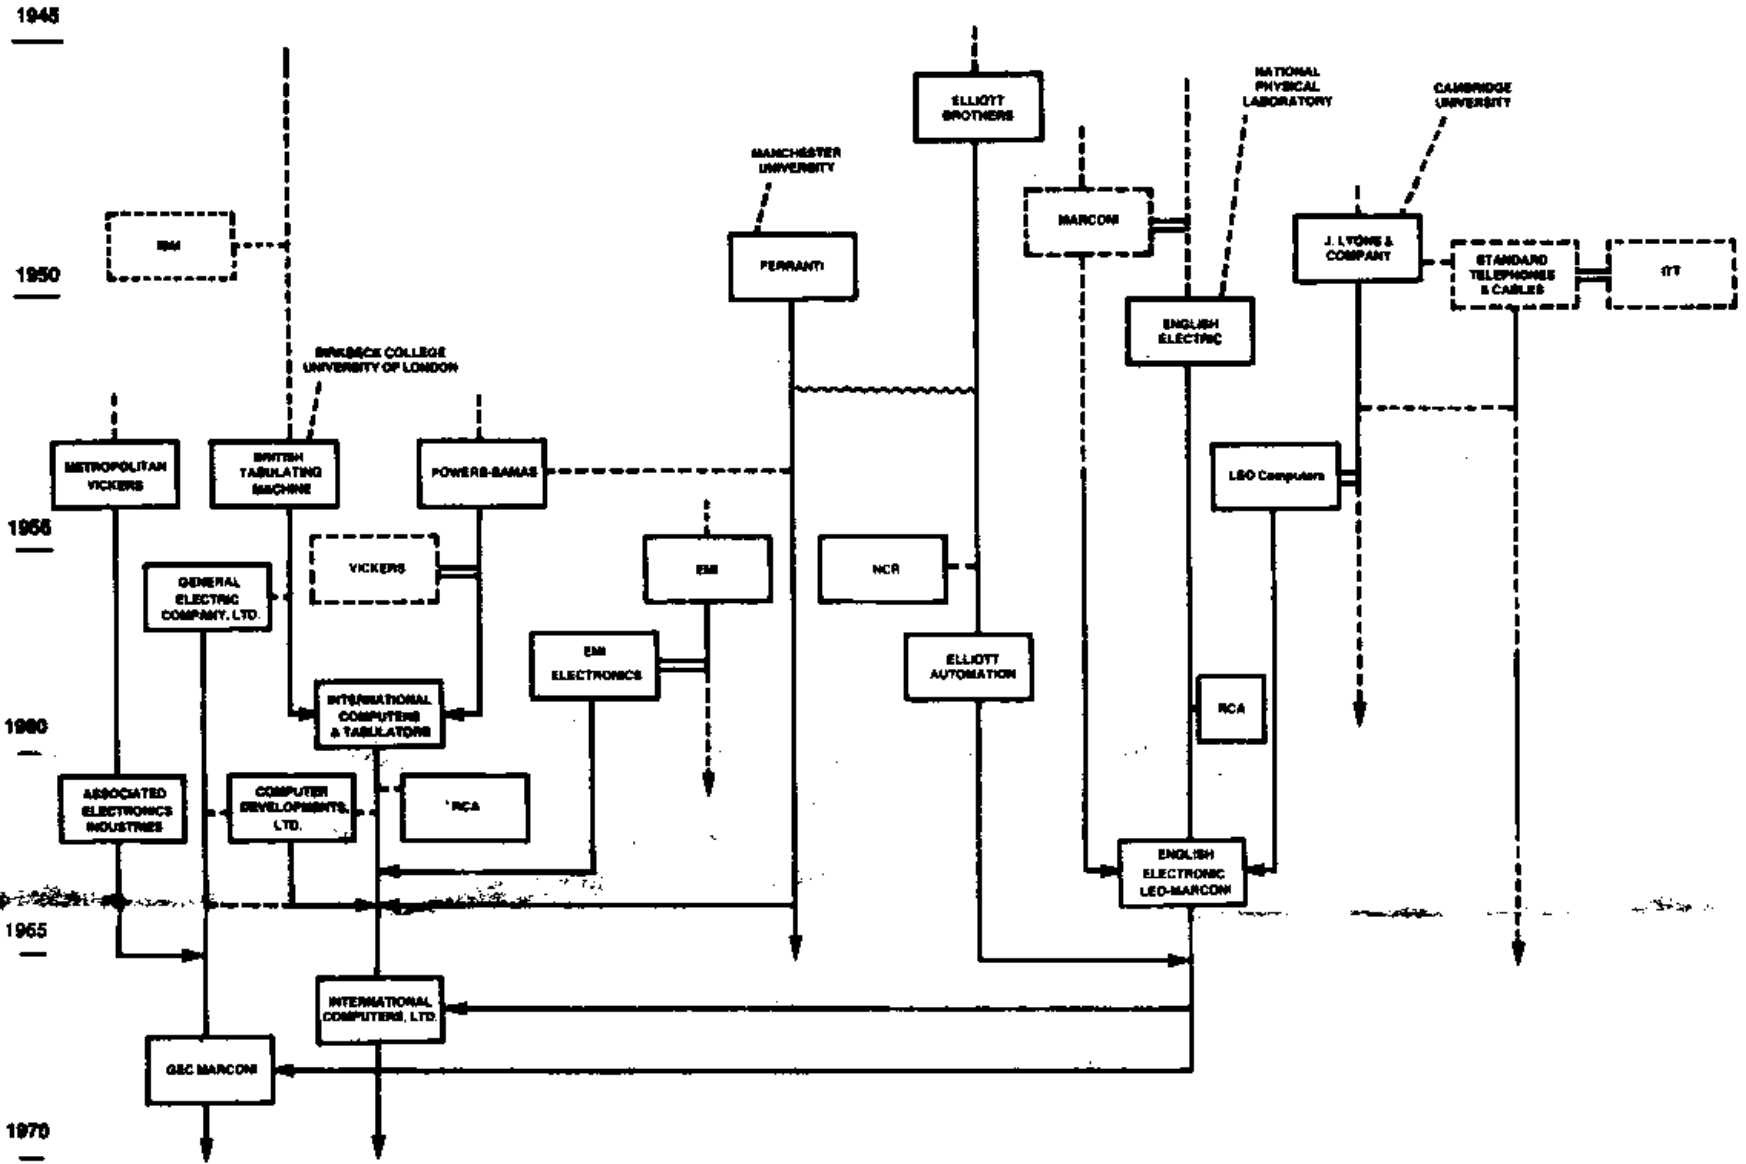 1945
ELLIOTT
BROTHERS
NATIONAL
PHYSICAL
LABORATORY
CAMBRIDGE
UNIVERSITY
MANCHESTER
UNIVERSITY
IBM
FERRANTI
MARCONI
J. LYONS &
COMPANY
STANDARD
TELEPHONES
& CABLES
ITT
1950
ENGLISH
ELECTRIC
BIRKBECK COLLEGE
UNIVERSITY OF LONDON
METROPOLITAN
VICKERS
BRITISH
TABULATING
MACHINE
POWERS-SAMAS
LEO Computers
1955
GENERAL
ELECTRIC
COMPANY, LTD.
VICKERS
EMI
NCR
EMI
ELECTRONICS
ELLIOTT
AUTOMATION
INTERNATIONAL
COMPUTERS
& TABULATORS
RCA
1960
ASSOCIATED
ELECTRONICS
INDUSTRIES
COMPUTER
DEVELOPMENTS,
LTD.
RCA
ENGLISH
ELECTRONIC
LEO-MARCONI
1965
INTERNATIONAL
COMPUTERS, LTD.
GEC MARCONI
1970